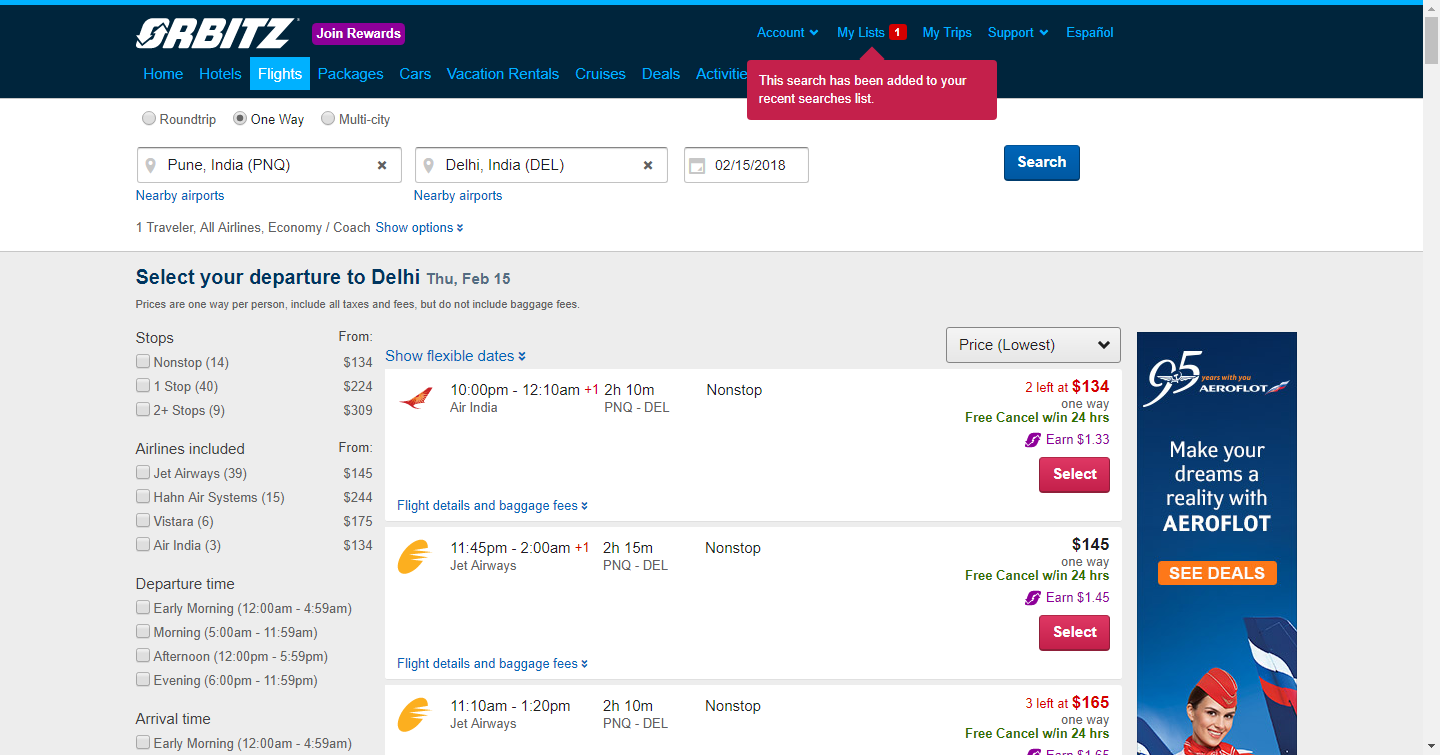 ORBITZ
Join Rewards
Account
My Lists 1
My Trips
Support
Español
Home
Hotels
Flights
Packages
Cars
Vacation Rentals
Cruises
Deals
Activitie
This search has been added to your
recent searches list.
Roundtrip
One Way
Multi-city
Pune, India (PNQ)
Delhi, India (DEL)
02/15/2018
Search
Nearby airports
Nearby airports
1 Traveler, All Airlines, Economy / Coach Show options
Select your departure to Delhi Thu, Feb 15
Prices are one way per person, include all taxes and fees, but do not include baggage fees.
Stops From:
Nonstop (14) $134
1 Stop (40) $224
2+ Stops (9) $309
Airlines included From:
Jet Airways (39) $145
Hahn Air Systems (15) $244
Vistara (6) $175
Air India (3) $134
Departure time
Early Morning (12:00am - 4:59am)
Morning (5:00am - 11:59am)
Afternoon (12:00pm - 5:59pm)
Evening (6:00pm - 11:59pm)
Arrival time
Early Morning (12:00am - 4:59am)
Show flexible dates
Price (Lowest)
10:00pm - 12:10am +1 2h 10m Nonstop
Air India PNQ - DEL
2 left at $134
one way
Free Cancel w/in 24 hrs
Earn $1.33
Select
Flight details and baggage fees
11:45pm - 2:00am +1 2h 15m Nonstop
Jet Airways PNQ - DEL
$145
one way
Free Cancel w/in 24 hrs
Earn $1.45
Select
Flight details and baggage fees
11:10am - 1:20pm 2h 10m Nonstop
Jet Airways PNQ - DEL
3 left at $165
one way
Free Cancel w/in 24 hrs
Earn $1.65
95
years with you
AEROFLOT
Make your
dreams a
reality with
AEROFLOT
SEE DEALS